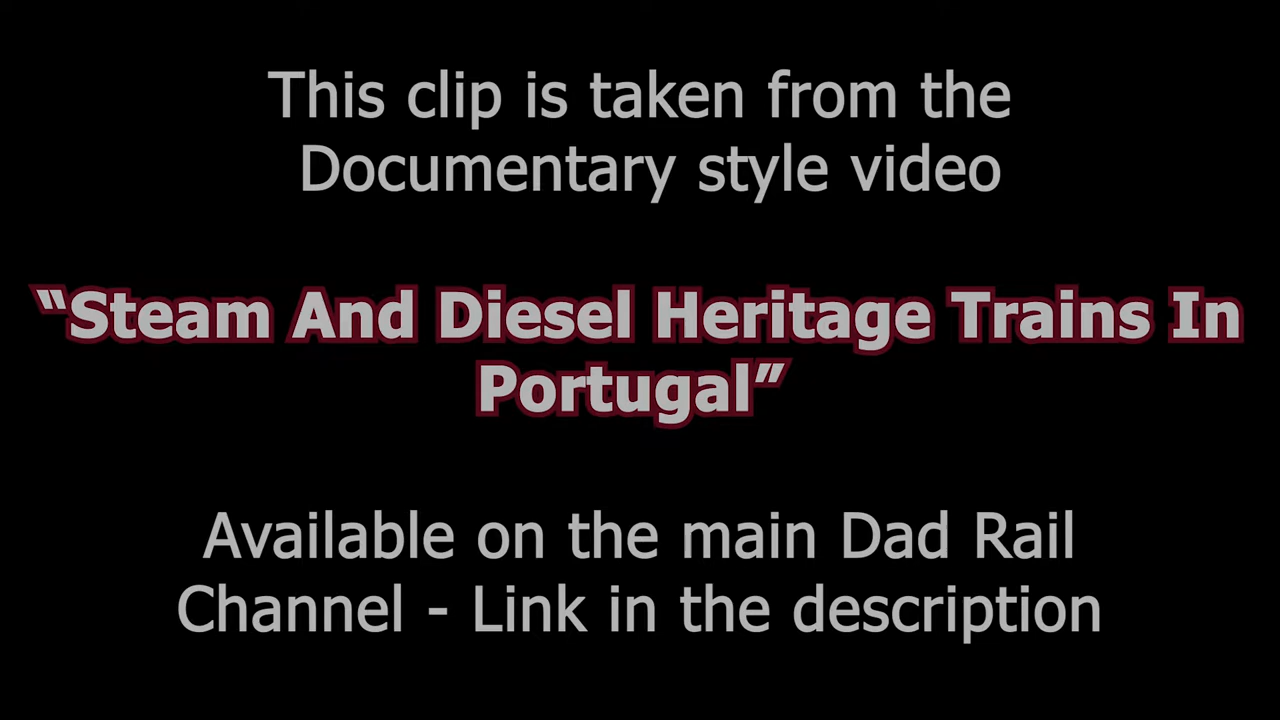 This clip is taken from the
Documentary style video
“Steam And Diesel Heritage Trains In
Portugal”
Available on the main Dad Rail
Channel - Link in the description